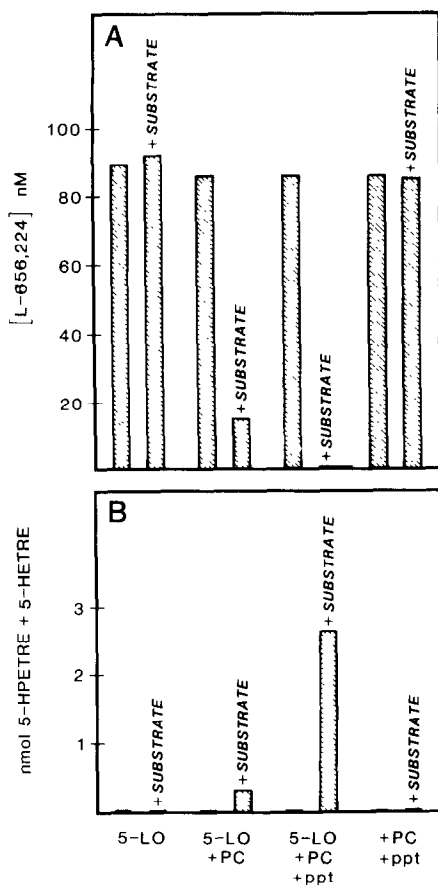 A
[L-656,224] nM
100
80
60
40
20
+ SUBSTRATE
+ SUBSTRATE
+ SUBSTRATE
+ SUBSTRATE
B
nmol 5-HPETRE + 5-HETRE
3
2
1
+ SUBSTRATE
+ SUBSTRATE
+ SUBSTRATE
+ SUBSTRATE
5-LO
5-LO
+PC
5-LO
+PC
+ppt
+PC
+ppt